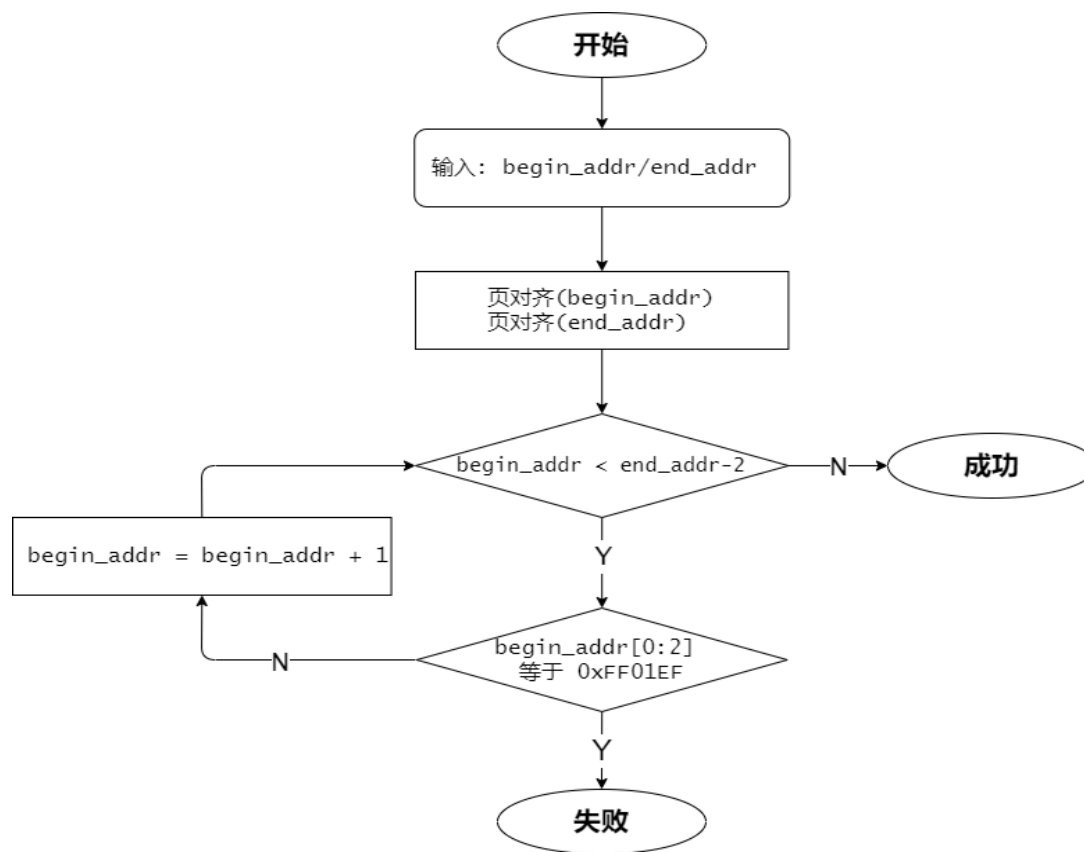 开始
输入: begin_addr/end_addr
页对齐(begin_addr)
页对齐(end_addr)
begin_addr < end_addr-2
N
成功
begin_addr = begin_addr + 1
Y
begin_addr[0:2]
等于 0xFF01EF
N
Y
失败